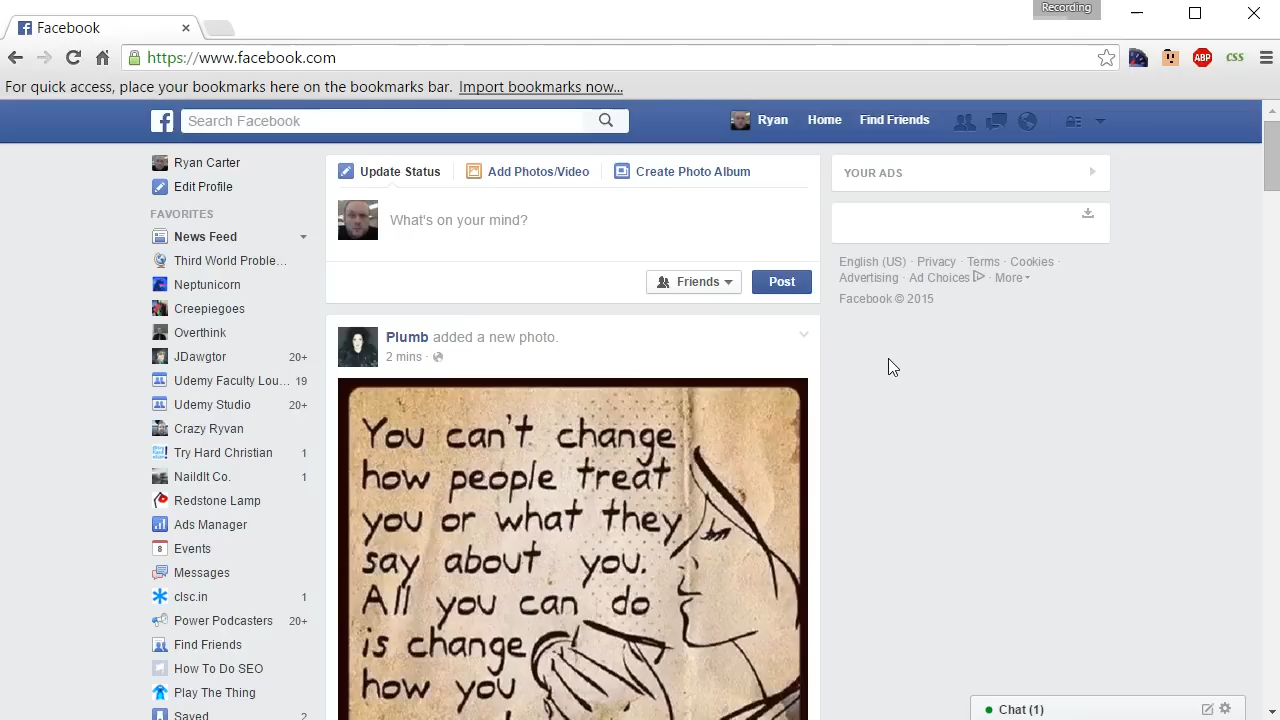 Recording
Facebook
https://www.facebook.com
ABP
CSS
For quick access, place your bookmarks here on the bookmarks bar. Import bookmarks now...
Search Facebook
Ryan
Home
Find Friends
Ryan Carter
Edit Profile
FAVORITES
News Feed
Third World Proble...
Neptunicorn
Creepiegoes
Overthink
JDawgtor 20+
Udemy Faculty Lou... 19
Udemy Studio 20+
Crazy Ryvan
Try Hard Christian 1
NaildIt Co. 1
Redstone Lamp
Ads Manager
8 Events
Messages
clsc.in 1
Power Podcasters 20+
Find Friends
How To Do SEO
Play The Thing
Saved 2
Update Status
Add Photos/Video
Create Photo Album
What's on your mind?
Friends
Post
Plumb added a new photo.
2 mins ·
You can't change
how people treat
you or what they
say about you.
All you can do
is change
how you
YOUR ADS
English (US) · Privacy · Terms · Cookies ·
Advertising · Ad Choices · More
Facebook © 2015
Chat (1)